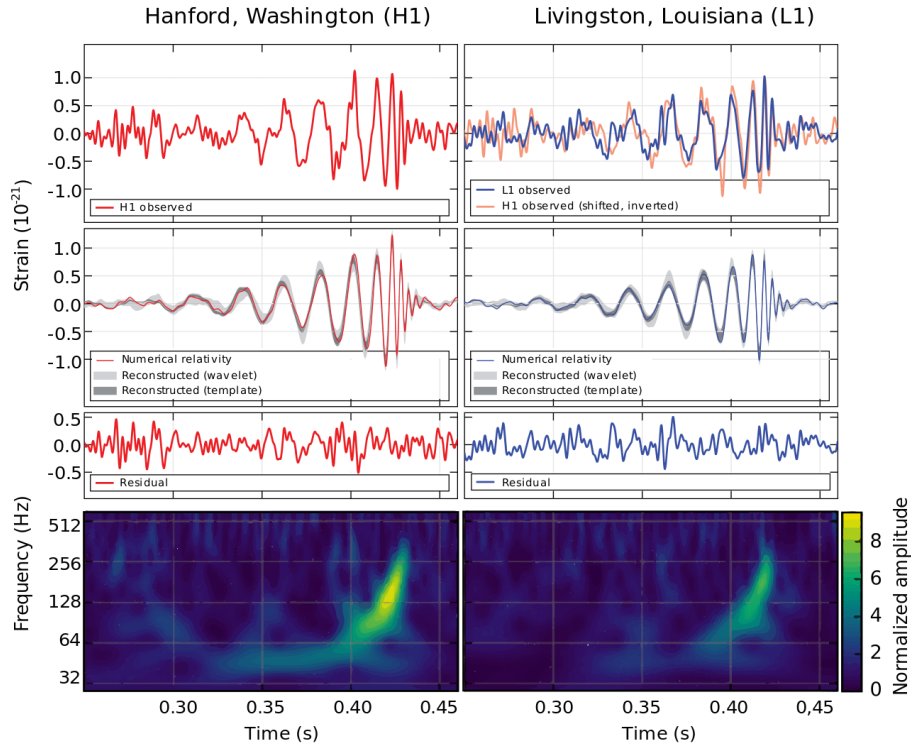 Hanford, Washington (H1)
Livingston, Louisiana (L1)
Strain (10⁻²¹)
1.0
0.5
0.0
-0.5
-1.0
H1 observed
L1 observed
H1 observed (shifted, inverted)
1.0
0.5
0.0
-0.5
-1.0
Numerical relativity
Reconstructed (wavelet)
Reconstructed (template)
Numerical relativity
Reconstructed (wavelet)
Reconstructed (template)
0.5
0.0
-0.5
Residual
Residual
Frequency (Hz)
512
256
128
64
32
Normalized amplitude
8
6
4
2
0
0.30
0.35
0.40
0.45
0.30
0.35
0.40
0,45
Time (s)
Time (s)